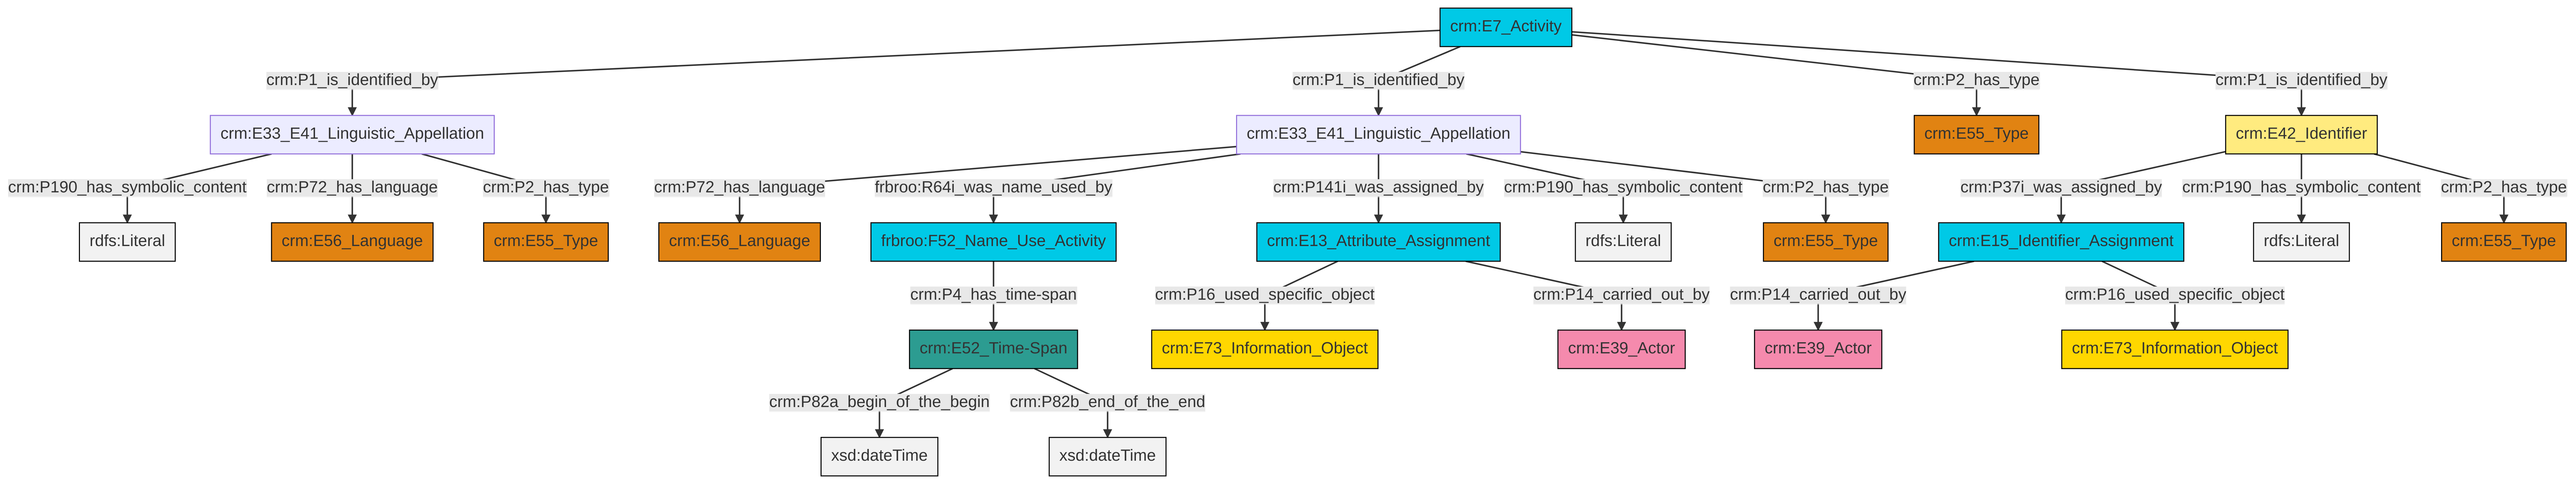 crm:E7_Activity
crm:P1_is_identified_by
crm:P1_is_identified_by
crm:P2_has_type
crm:P1_is_identified_by
crm:E33_E41_Linguistic_Appellation
crm:E33_E41_Linguistic_Appellation
crm:E55_Type
crm:E42_Identifier
crm:P190_has_symbolic_content
crm:P72_has_language
crm:P2_has_type
crm:P72_has_language
frbroo:R64i_was_name_used_by
crm:P141i_was_assigned_by
crm:P190_has_symbolic_content
crm:P2_has_type
crm:P37i_was_assigned_by
crm:P190_has_symbolic_content
crm:P2_has_type
rdfs:Literal
crm:E56_Language
crm:E55_Type
crm:E56_Language
frbroo:F52_Name_Use_Activity
crm:E13_Attribute_Assignment
rdfs:Literal
crm:E55_Type
crm:E15_Identifier_Assignment
rdfs:Literal
crm:E55_Type
crm:P4_has_time-span
crm:P16_used_specific_object
crm:P14_carried_out_by
crm:P14_carried_out_by
crm:P16_used_specific_object
crm:E52_Time-Span
crm:E73_Information_Object
crm:E39_Actor
crm:E39_Actor
crm:E73_Information_Object
crm:P82a_begin_of_the_begin
crm:P82b_end_of_the_end
xsd:dateTime
xsd:dateTime